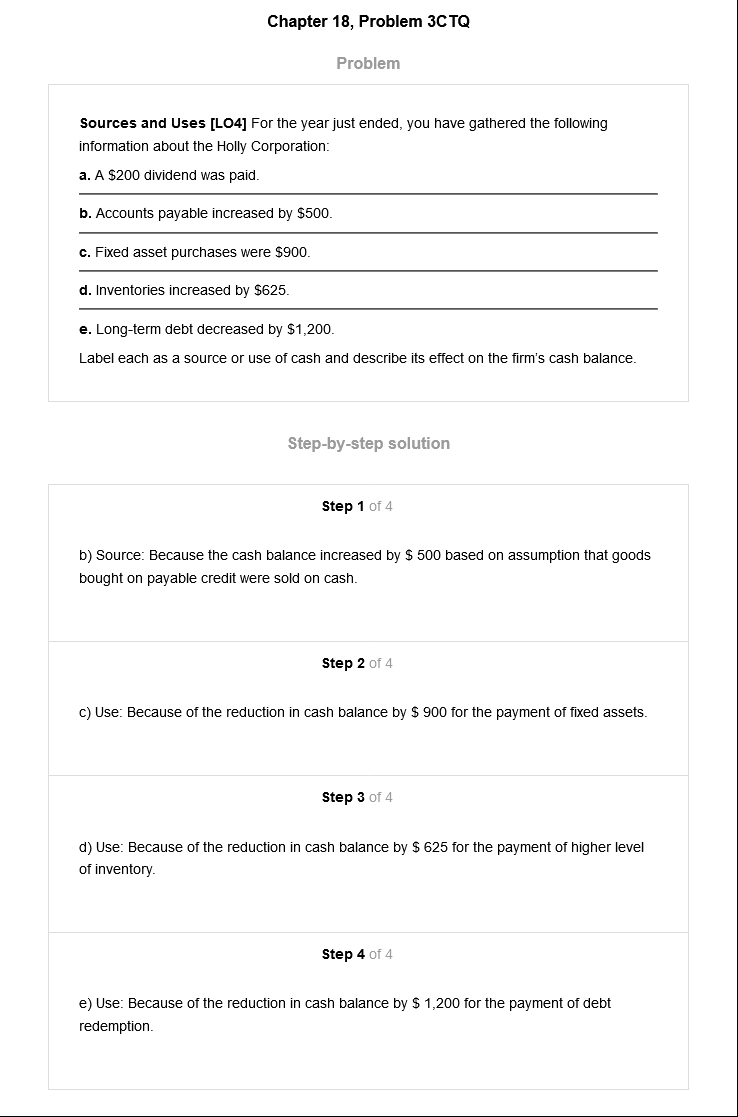 Chapter 18, Problem 3CTQ
Problem
Sources and Uses [LO4] For the year just ended, you have gathered the following
information about the Holly Corporation:
a. A $200 dividend was paid.
b. Accounts payable increased by $500.
c. Fixed asset purchases were $900.
d. Inventories increased by $625.
e. Long-term debt decreased by $1,200.
Label each as a source or use of cash and describe its effect on the firm's cash balance.
Step-by-step solution
Step 1 of 4
b) Source: Because the cash balance increased by $ 500 based on assumption that goods
bought on payable credit were sold on cash.
Step 2 of 4
c) Use: Because of the reduction in cash balance by $ 900 for the payment of fixed assets.
Step 3 of 4
d) Use: Because of the reduction in cash balance by $ 625 for the payment of higher level
of inventory.
Step 4 of 4
e) Use: Because of the reduction in cash balance by $ 1,200 for the payment of debt
redemption.